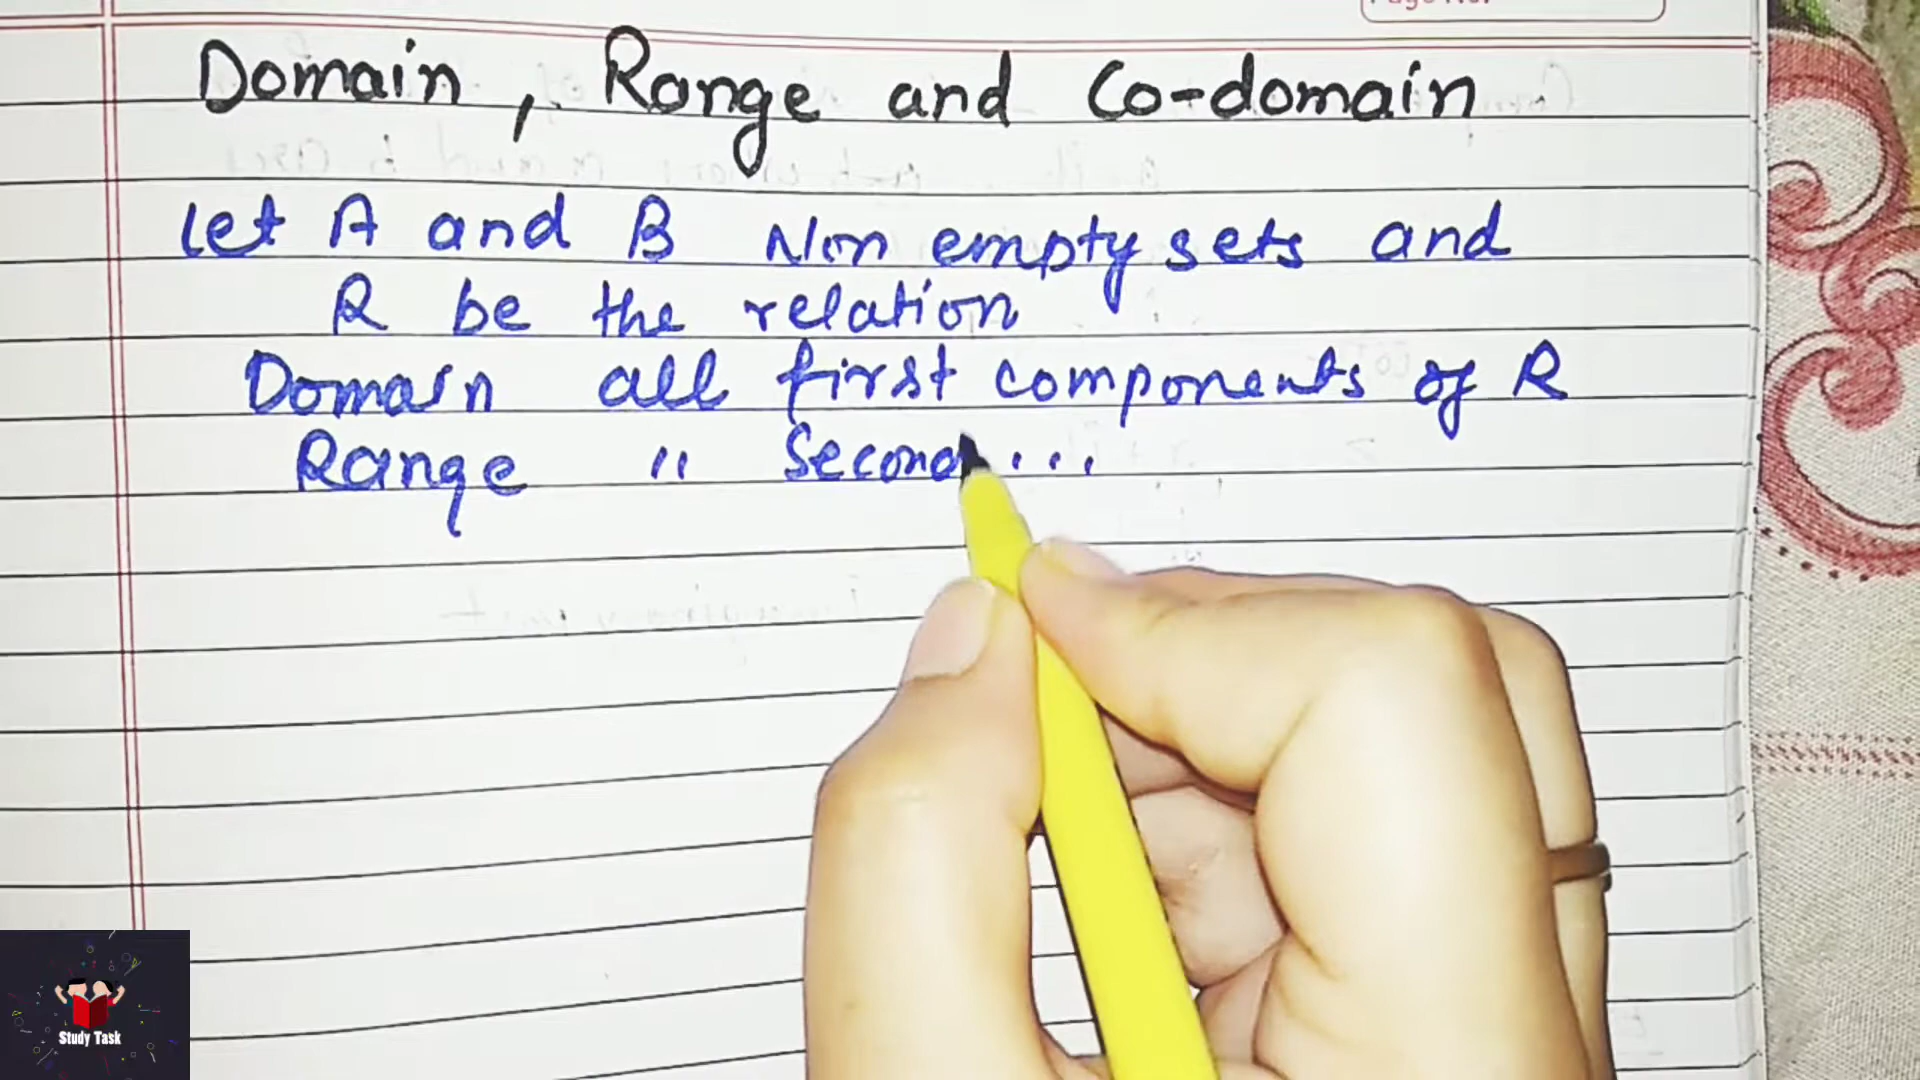 Domain, Range and Co-domain
let A and B Non empty sets and
R be the relation
Domain all first components of R
Range " Second ...
Study Task